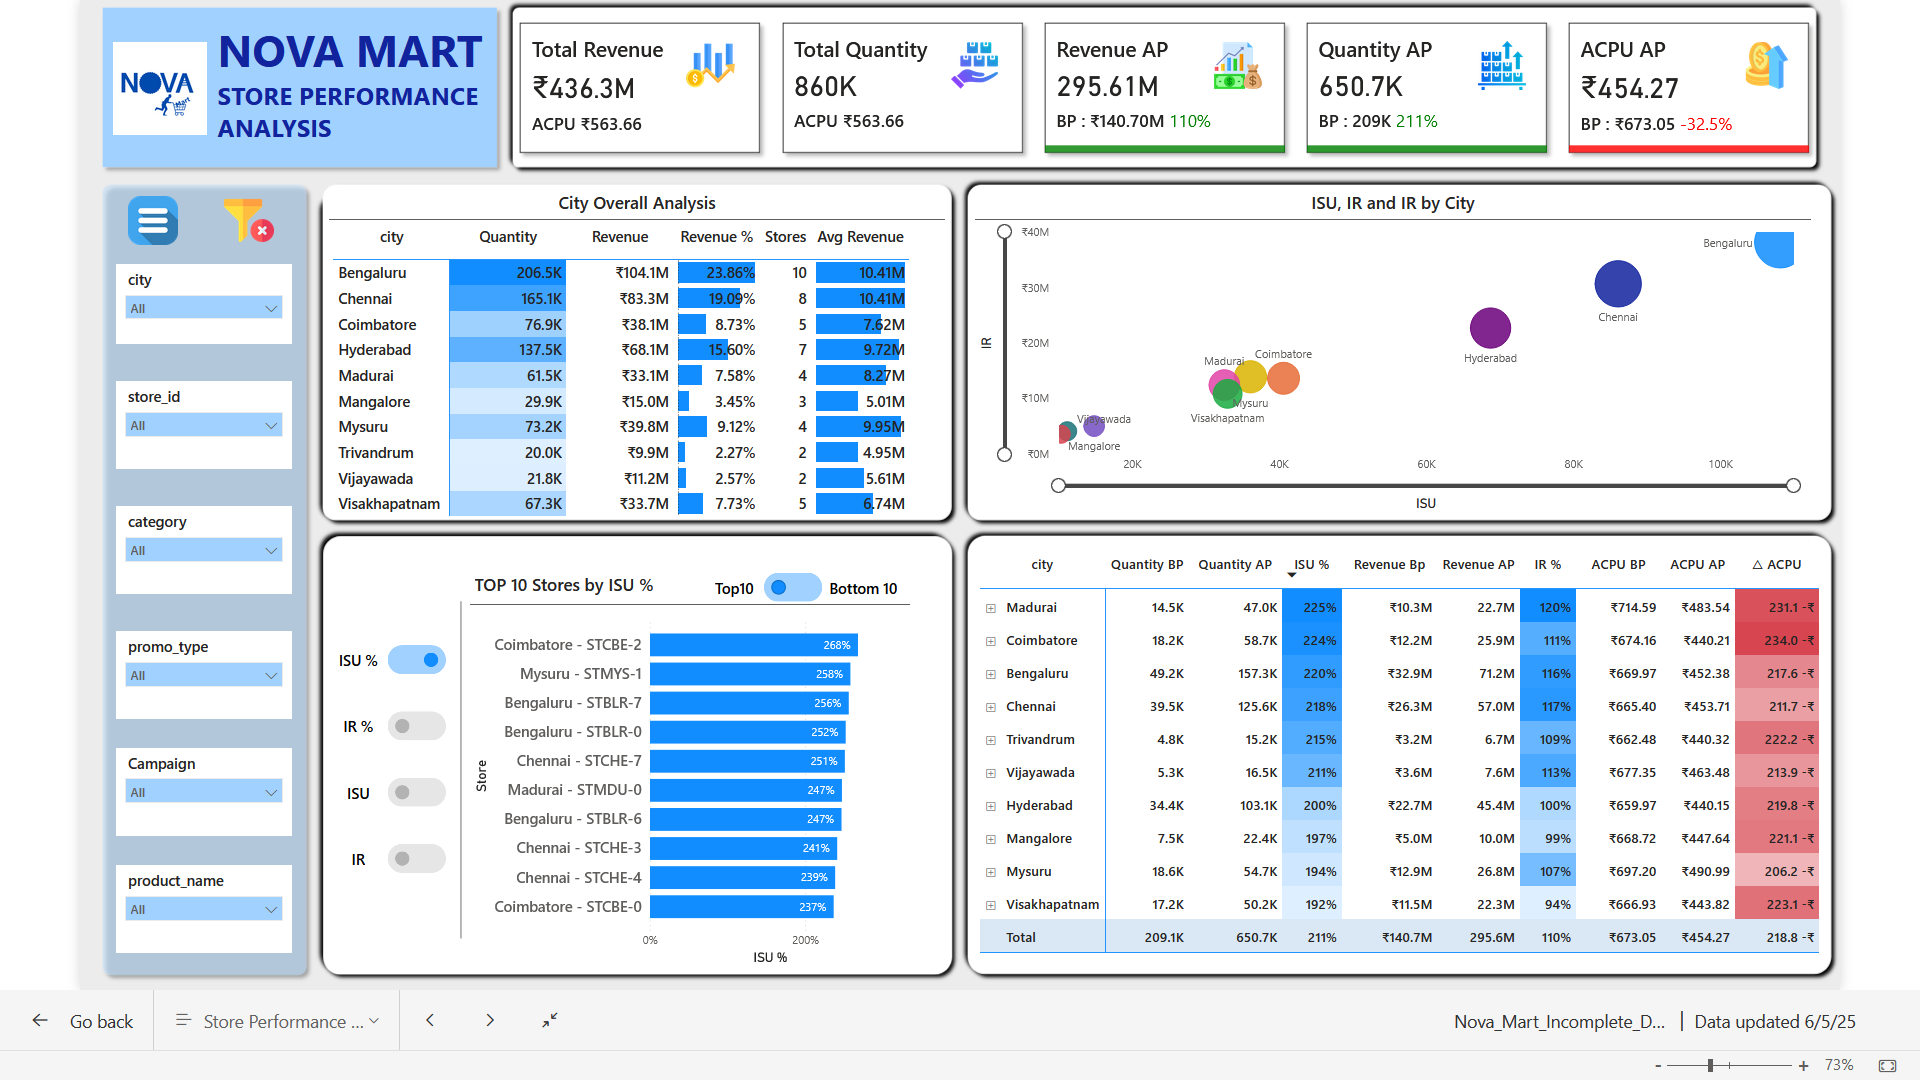 NOVA
Mart
NOVA MART
STORE PERFORMANCE
ANALYSIS
Total Revenue
₹436.3M
ACPU ₹563.66
Total Quantity
860K
ACPU ₹563.66
Revenue AP
295.61M
BP : ₹140.70M 110%
Quantity AP
650.7K
BP : 209K 211%
ACPU AP
₹454.27
BP : ₹673.05 -32.5%
city
All
store_id
All
category
All
promo_type
All
Campaign
All
product_name
All
City Overall Analysis
city Quantity Revenue Revenue % Stores Avg Revenue
Bengaluru 206.5K ₹104.1M 23.86% 10 10.41M
Chennai 165.1K ₹83.3M 19.09% 8 10.41M
Coimbatore 76.9K ₹38.1M 8.73% 5 7.62M
Hyderabad 137.5K ₹68.1M 15.60% 7 9.72M
Madurai 61.5K ₹33.1M 7.58% 4 8.27M
Mangalore 29.9K ₹15.0M 3.45% 3 5.01M
Mysuru 73.2K ₹39.8M 9.12% 4 9.95M
Trivandrum 20.0K ₹9.9M 2.27% 2 4.95M
Vijayawada 21.8K ₹11.2M 2.57% 2 5.61M
Visakhapatnam 67.3K ₹33.7M 7.73% 5 6.74M
ISU, IR and IR by City
₹40M
₹30M
₹20M
₹10M
₹0M
IR
Bengaluru
Chennai
Hyderabad
Madurai
Coimbatore
Mysuru
Visakhapatnam
Vijayawada
Mangalore
20K 40K 60K 80K 100K
ISU
TOP 10 Stores by ISU %
Top10 Bottom 10
ISU %
IR %
ISU
IR
Store
Coimbatore - STCBE-2 268%
Mysuru - STMYS-1 258%
Bengaluru - STBLR-7 256%
Bengaluru - STBLR-0 252%
Chennai - STCHE-7 251%
Madurai - STMDU-0 247%
Bengaluru - STBLR-6 247%
Chennai - STCHE-3 241%
Chennai - STCHE-4 239%
Coimbatore - STCBE-0 237%
0% 200%
ISU %
city Quantity BP Quantity AP ISU % Revenue Bp Revenue AP IR % ACPU BP ACPU AP △ ACPU
Madurai 14.5K 47.0K 225% ₹10.3M 22.7M 120% ₹714.59 ₹483.54 231.1 -₹
Coimbatore 18.2K 58.7K 224% ₹12.2M 25.9M 111% ₹674.16 ₹440.21 234.0 -₹
Bengaluru 49.2K 157.3K 220% ₹32.9M 71.2M 116% ₹669.97 ₹452.38 217.6 -₹
Chennai 39.5K 125.6K 218% ₹26.3M 57.0M 117% ₹665.40 ₹453.71 211.7 -₹
Trivandrum 4.8K 15.2K 215% ₹3.2M 6.7M 109% ₹662.48 ₹440.32 222.2 -₹
Vijayawada 5.3K 16.5K 211% ₹3.6M 7.6M 113% ₹677.35 ₹463.48 213.9 -₹
Hyderabad 34.4K 103.1K 200% ₹22.7M 45.4M 100% ₹659.97 ₹440.15 219.8 -₹
Mangalore 7.5K 22.4K 197% ₹5.0M 10.0M 99% ₹668.72 ₹447.64 221.1 -₹
Mysuru 18.6K 54.7K 194% ₹12.9M 26.8M 107% ₹697.20 ₹490.99 206.2 -₹
Visakhapatnam 17.2K 50.2K 192% ₹11.5M 22.3M 94% ₹666.93 ₹443.82 223.1 -₹
Total 209.1K 650.7K 211% ₹140.7M 295.6M 110% ₹673.05 ₹454.27 218.8 -₹
Go back
Store Performance ...
Nova_Mart_Incomplete_D... | Data updated 6/5/25
- + 73%